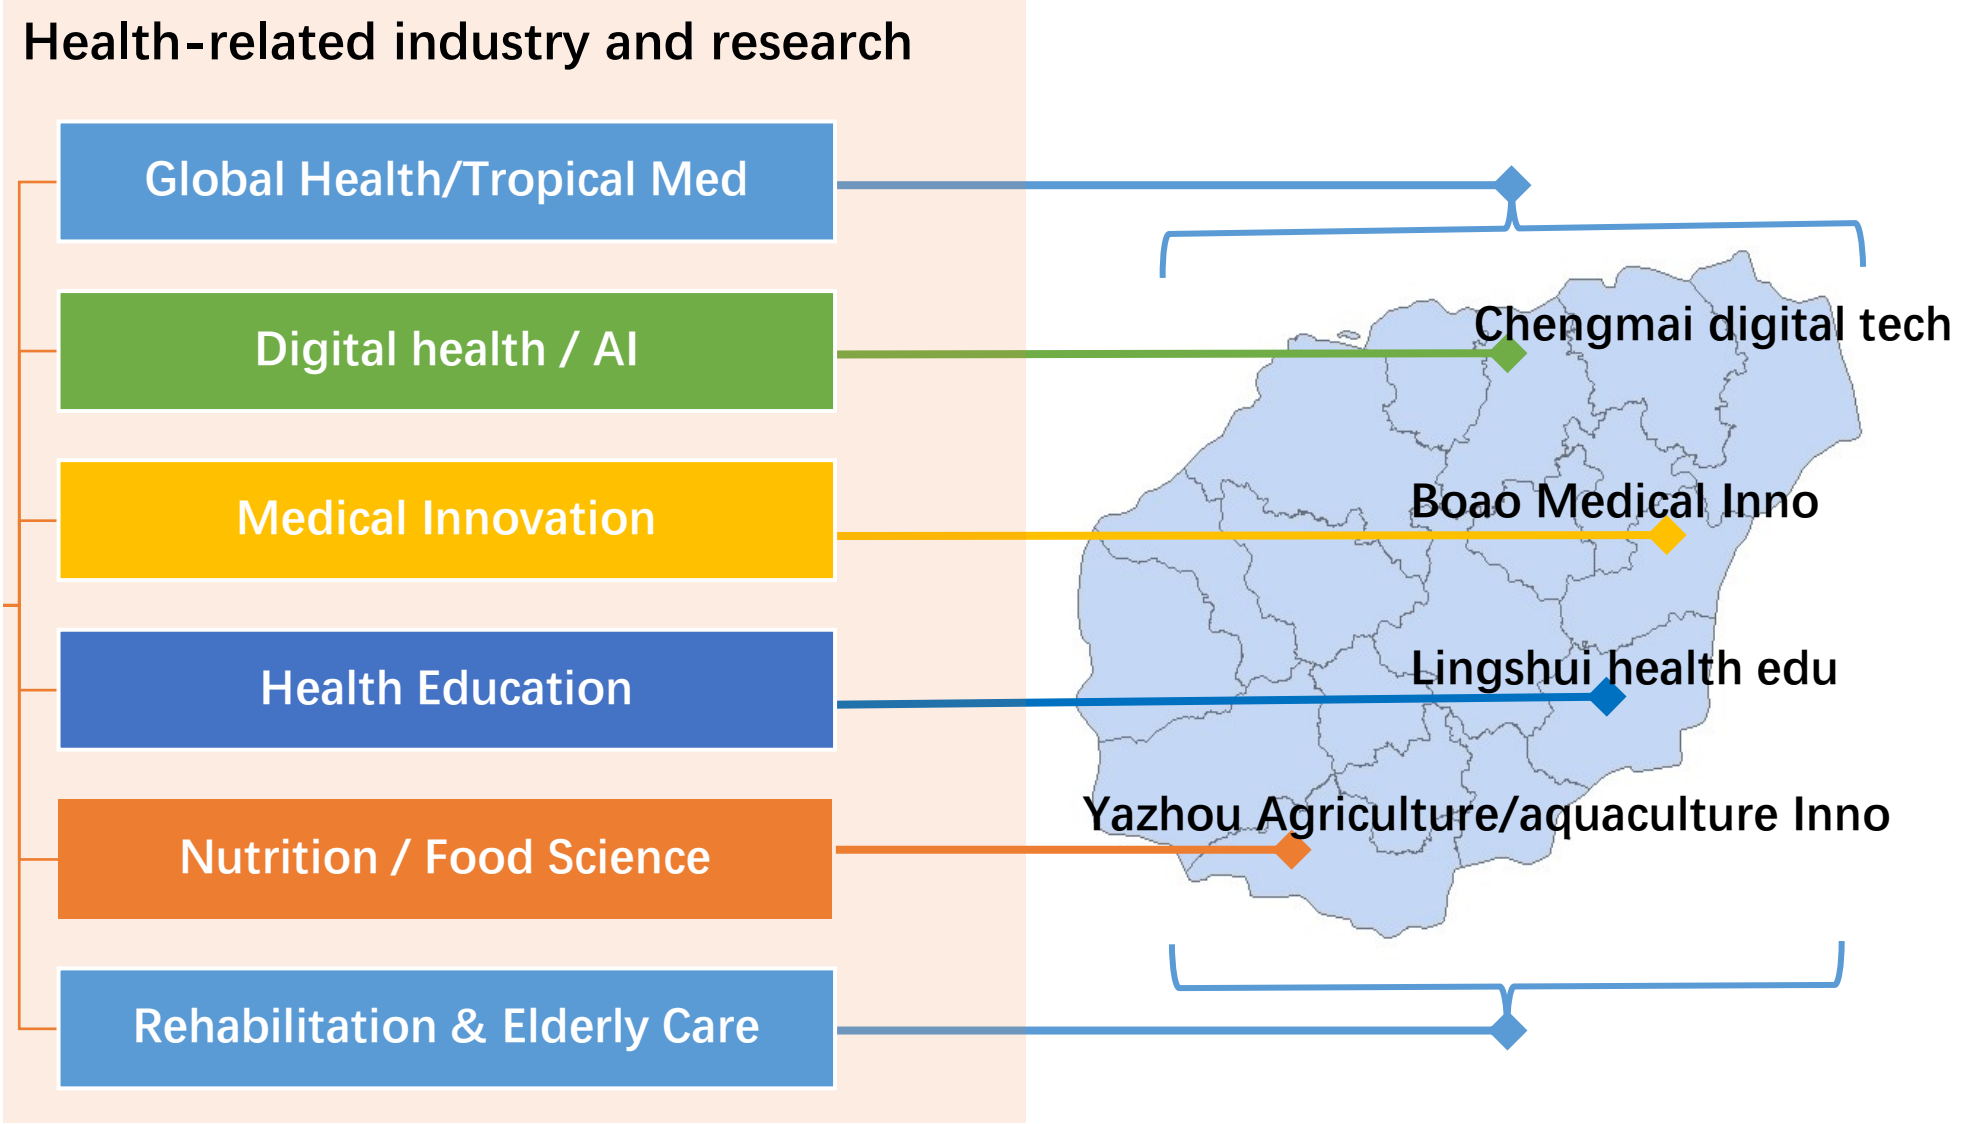 Health-related industry and research
Global Health/Tropical Med
Digital health / AI
Chengmai digital tech
Medical Innovation
Boao Medical Inno
Health Education
Lingshui health edu
Nutrition / Food Science
Yazhou Agriculture/aquaculture Inno
Rehabilitation & Elderly Care